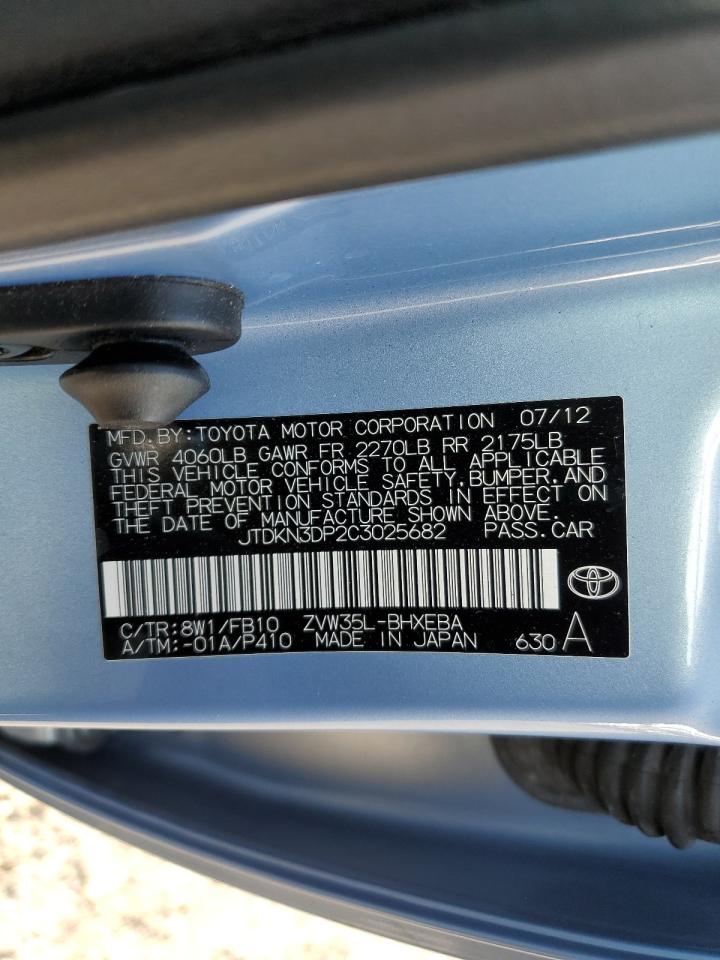 MFD.BY:TOYOTA MOTOR CORPORATION 07/12
GVWR 4060LB GAWR FR 2270LB RR 2175LB
THIS VEHICLE CONFORMS TO ALL APPLICABLE
FEDERAL MOTOR VEHICLE SAFETY,BUMPER,AND
THEFT PREVENTION STANDARDS IN EFFECT ON
THE DATE OF MANUFACTURE SHOWN ABOVE.
JTDKN3DP2C3025682 PASS.CAR
C/TR:8W1/FB10 ZVW35L-BHXEBA
A/TM:-01A/P410 MADE IN JAPAN 630 A